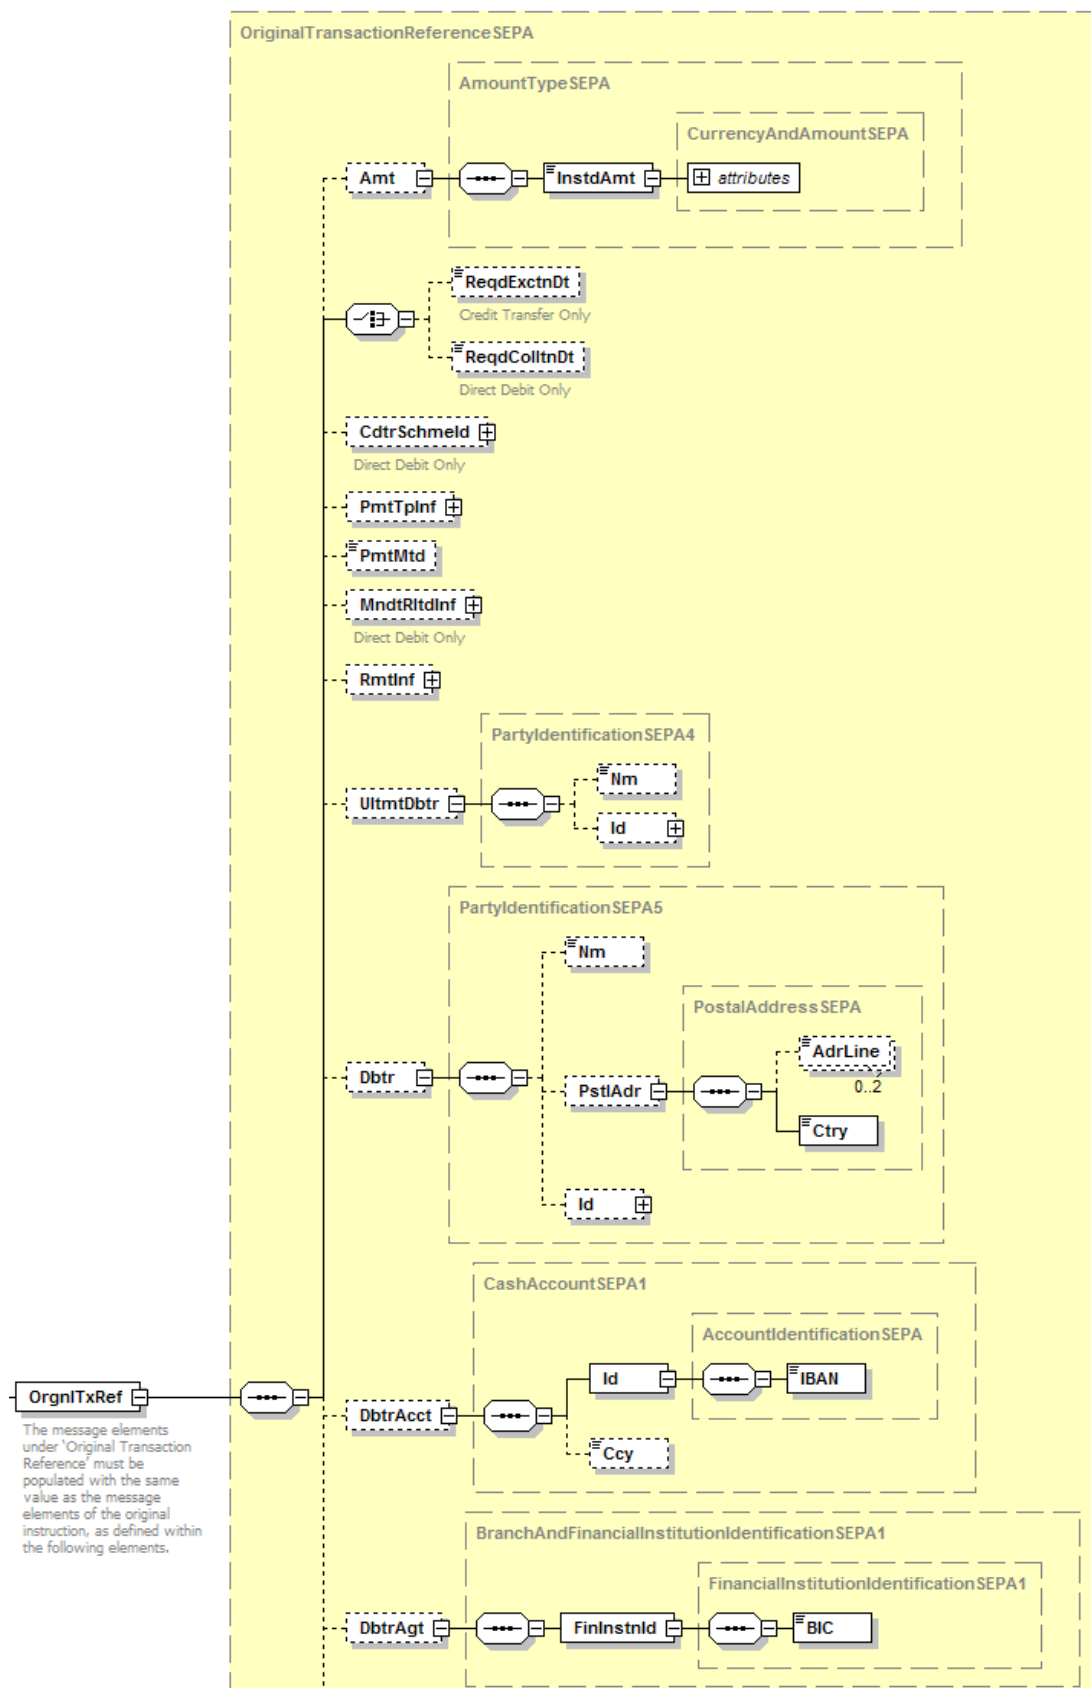 OriginalTransactionReferenceSEPA
AmountTypeSEPA
CurrencyAndAmountSEPA
Amt
InstdAmt
attributes
ReqdExctnDt
Credit Transfer Only
ReqdColltnDt
Direct Debit Only
CdtrSchmeId
Direct Debit Only
PmtTpInf
PmtMtd
MndtRltdInf
Direct Debit Only
RmtInf
PartyIdentificationSEPA4
Nm
UltmtDbtr
Id
PartyIdentificationSEPA5
Nm
PostalAddressSEPA
AdrLine
0..2
Dbtr
PstlAdr
Ctry
Id
CashAccountSEPA1
AccountIdentificationSEPA
Id
IBAN
OrgnlTxRef
DbtrAcct
The message elements
under 'Original Transaction
Reference' must be
populated with the same
value as the message
elements of the original
instruction, as defined within
the following elements.
Ccy
BranchAndFinancialInstitutionIdentificationSEPA1
FinancialInstitutionIdentificationSEPA1
DbtrAgt
FinInstnId
BIC